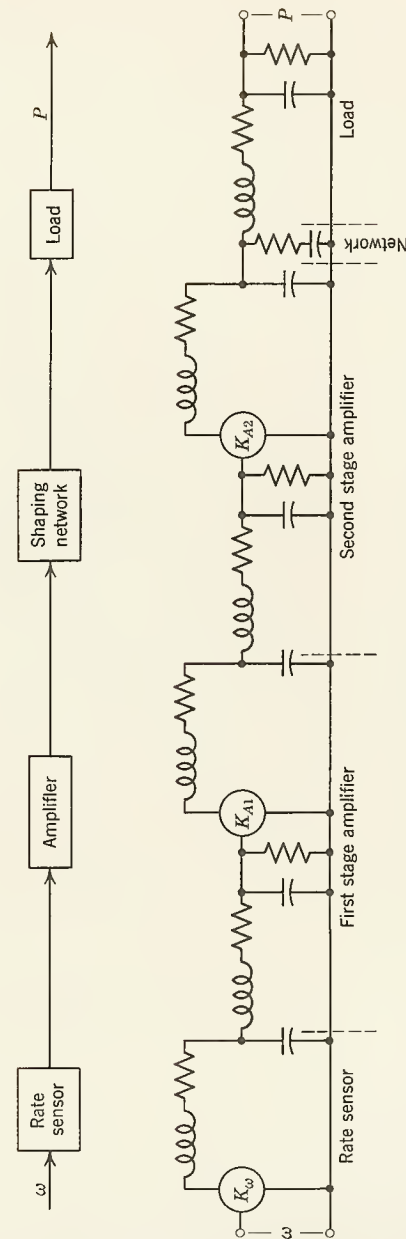 ω
Rate
sensor
Amplifier
Shaping
network
Load
P
ω
K_ω
Rate sensor
K_A1
First stage amplifier
K_A2
Second stage amplifier
Network
Load
P